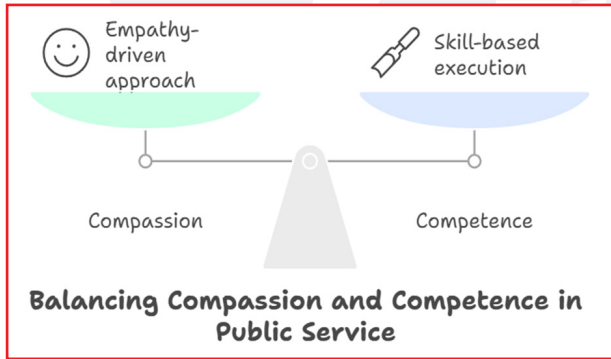 Empathy-
driven
approach
Skill-based
execution
Compassion
Competence
Balancing Compassion and Competence in
Public Service